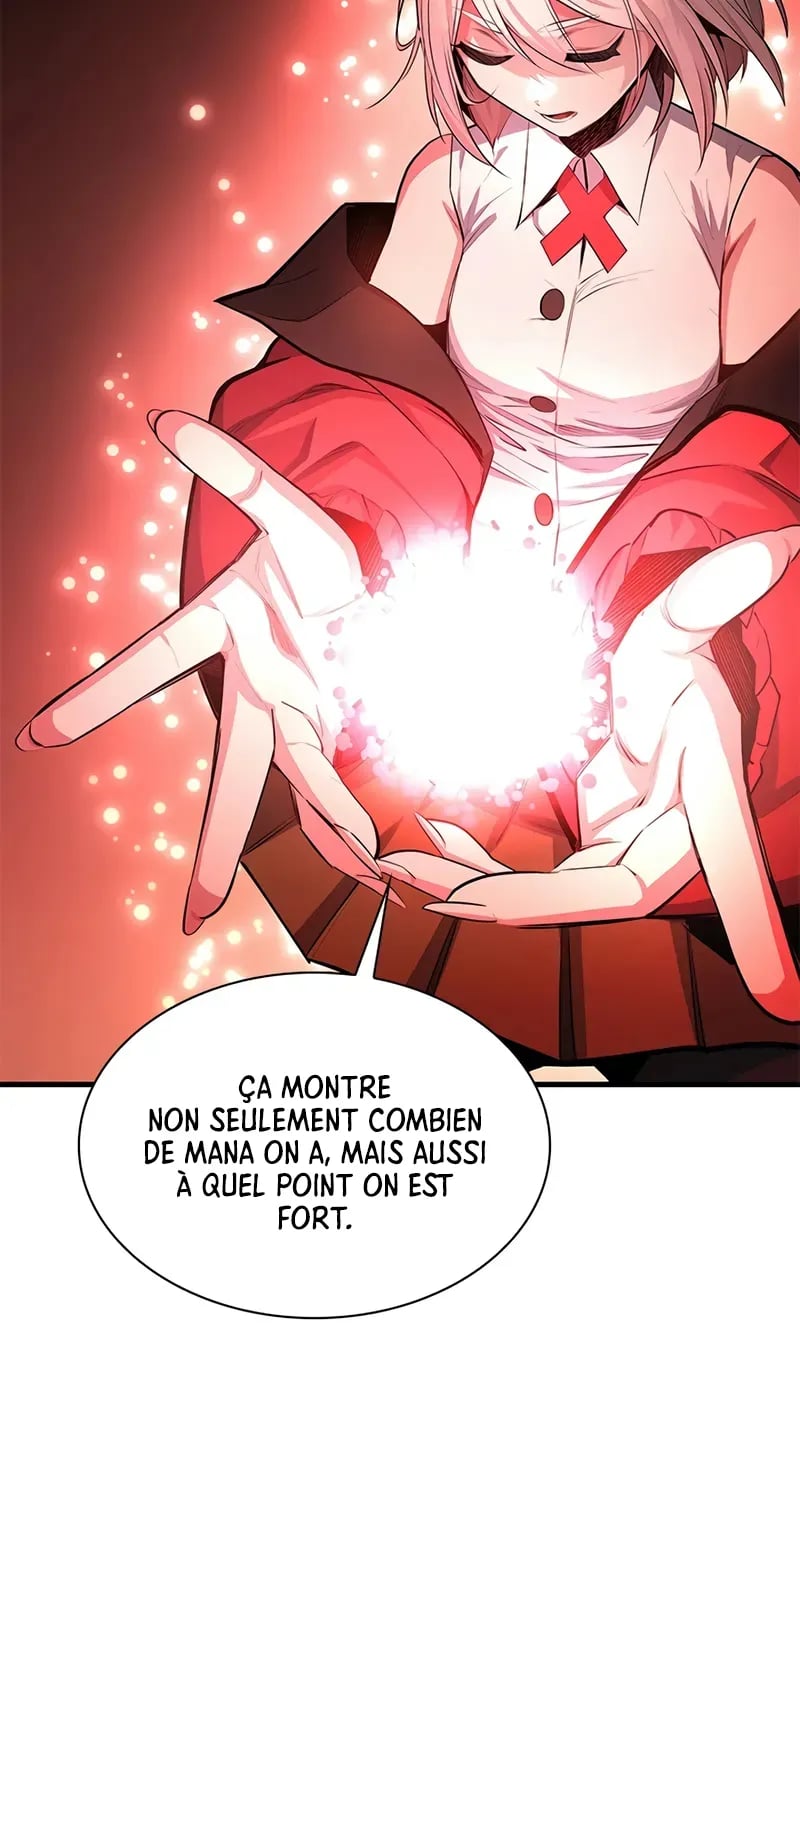 ÇA MONTRE
NON SEULEMENT COMBIEN
DE MANA ON A, MAIS AUSSI
À QUEL POINT ON EST
FORT.